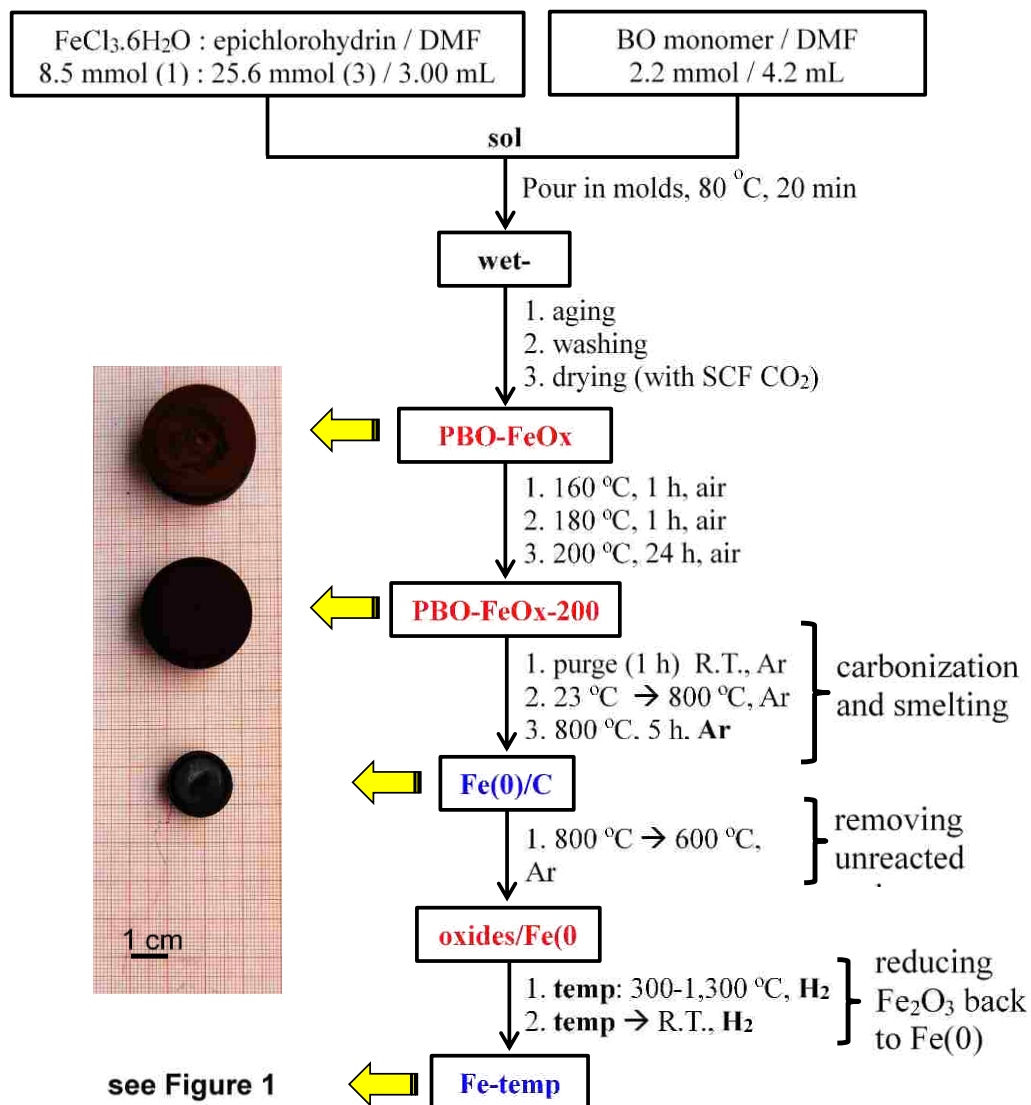 FeCl₃.6H₂O : epichlorohydrin / DMF
8.5 mmol (1) : 25.6 mmol (3) / 3.00 mL
BO monomer / DMF
2.2 mmol / 4.2 mL
sol
Pour in molds, 80 °C, 20 min
wet-
1. aging
2. washing
3. drying (with SCF CO₂)
PBO-FeOx
1. 160 °C, 1 h, air
2. 180 °C, 1 h, air
3. 200 °C, 24 h, air
PBO-FeOx-200
1. purge (1 h) R.T., Ar
2. 23 °C → 800 °C, Ar
3. 800 °C. 5 h. Ar
carbonization
and smelting
Fe(0)/C
1. 800 °C → 600 °C,
Ar
removing
unreacted
oxides/Fe(0
1 cm
1. temp: 300-1,300 °C, H₂
2. temp → R.T., H₂
reducing
Fe₂O₃ back
to Fe(0)
see Figure 1
Fe-temp